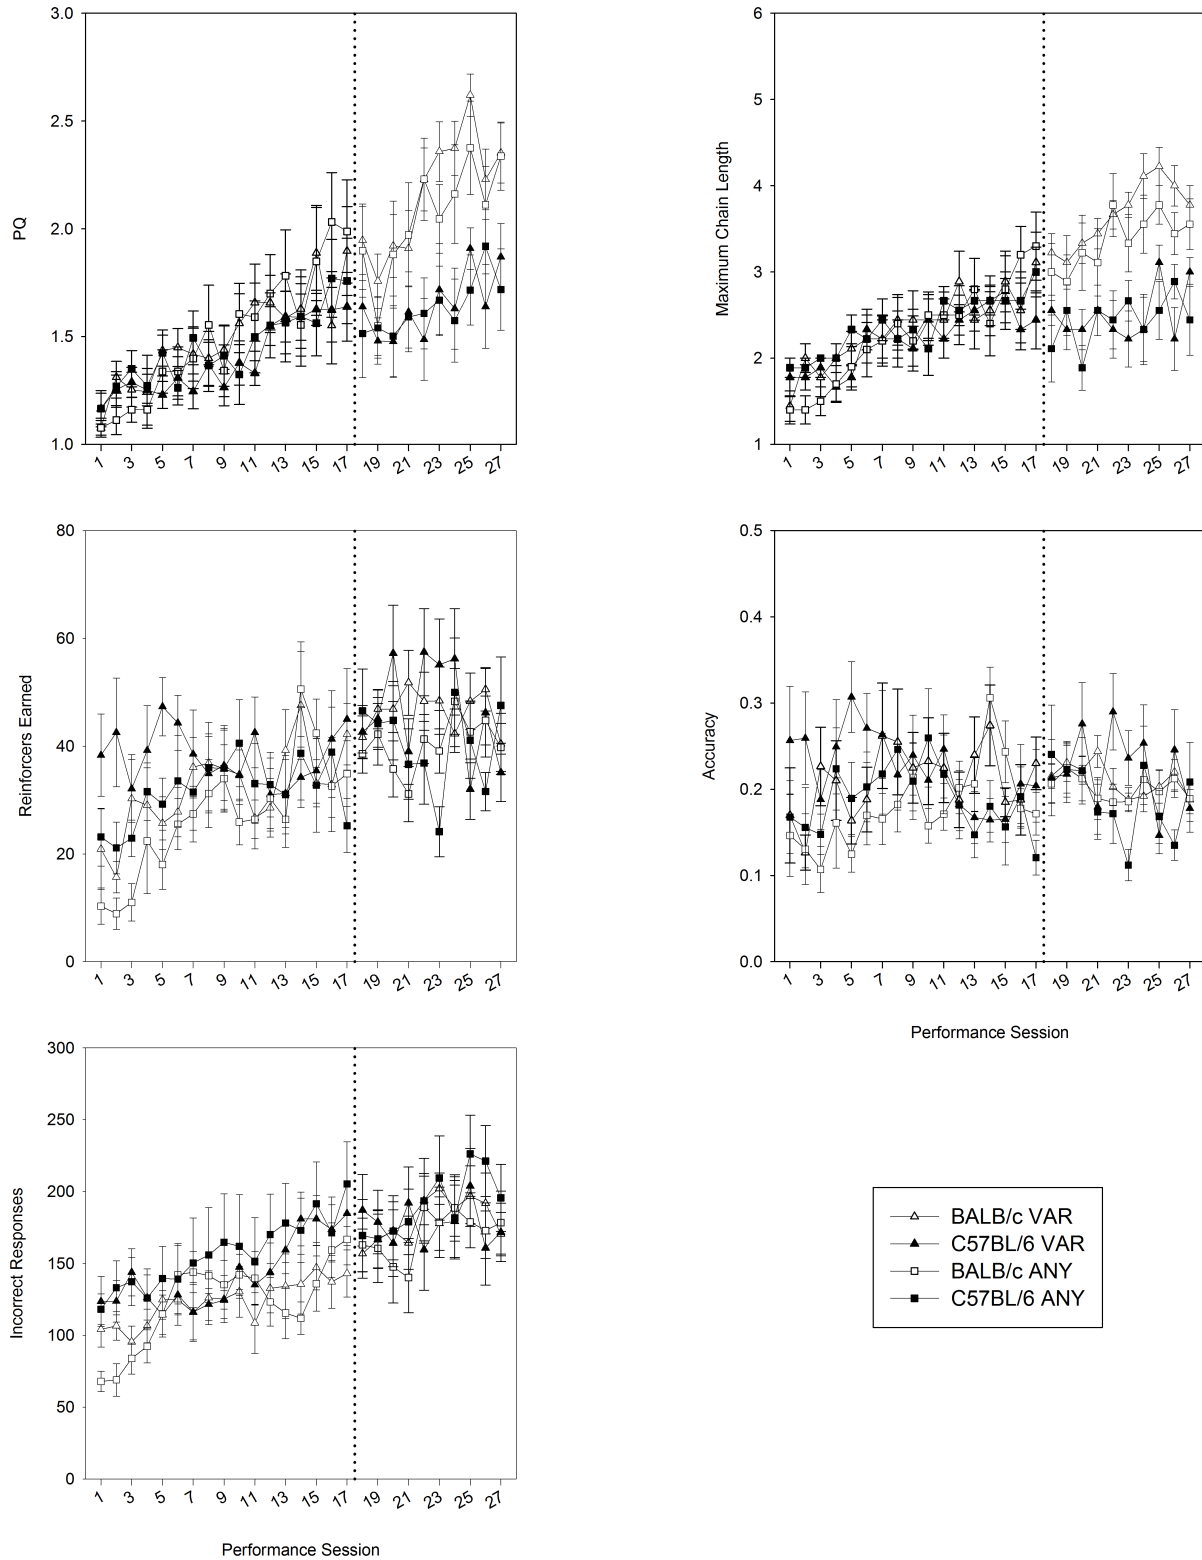 3.0
2.5
2.0
1.5
1.0
PQ
1 3 5 7 9 11 13 15 17 19 21 23 25 27
6
5
4
3
2
1
Maximum Chain Length
1 3 5 7 9 11 13 15 17 19 21 23 25 27
80
60
40
20
0
Reinforcers Earned
1 3 5 7 9 11 13 15 17 19 21 23 25 27
0.5
0.4
0.3
0.2
0.1
0.0
Accuracy
1 3 5 7 9 11 13 15 17 19 21 23 25 27
Performance Session
300
250
200
150
100
50
0
Incorrect Responses
1 3 5 7 9 11 13 15 17 19 21 23 25 27
Performance Session
BALB/c VAR
C57BL/6 VAR
BALB/c ANY
C57BL/6 ANY